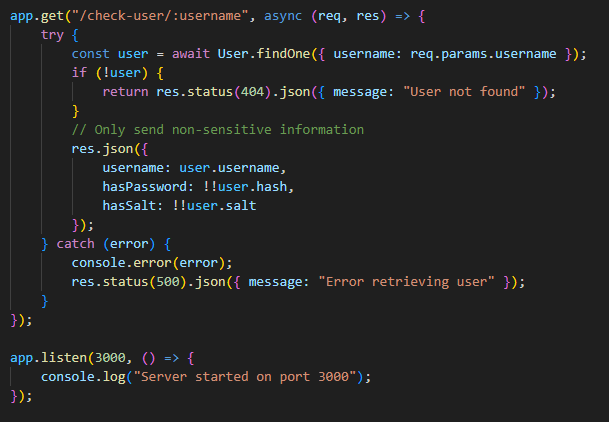 app.get("/check-user/:username", async (req, res) => {
    try {
        const user = await User.findOne({ username: req.params.username });
        if (!user) {
            return res.status(404).json({ message: "User not found" });
        }
        // Only send non-sensitive information
        res.json({
            username: user.username,
            hasPassword: !!user.hash,
            hasSalt: !!user.salt
        });
    } catch (error) {
        console.error(error);
        res.status(500).json({ message: "Error retrieving user" });
    }
});

app.listen(3000, () => {
    console.log("Server started on port 3000");
});